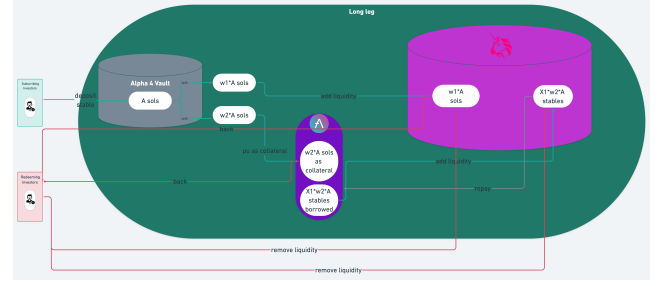 Long leg
Subscribing
investors
deposit
stable
Alpha 4 Vault
A sols
w1*A sols
w2*A sols
back
add liquidity
w1*A
sols
X1*w2*A
stables
pu as collateral
w2*A sols
as
collateral
X1*w2*A
stables
borrowed
add liquidity
repay
Redeeming
investors
back
remove liquidity
remove liquidity